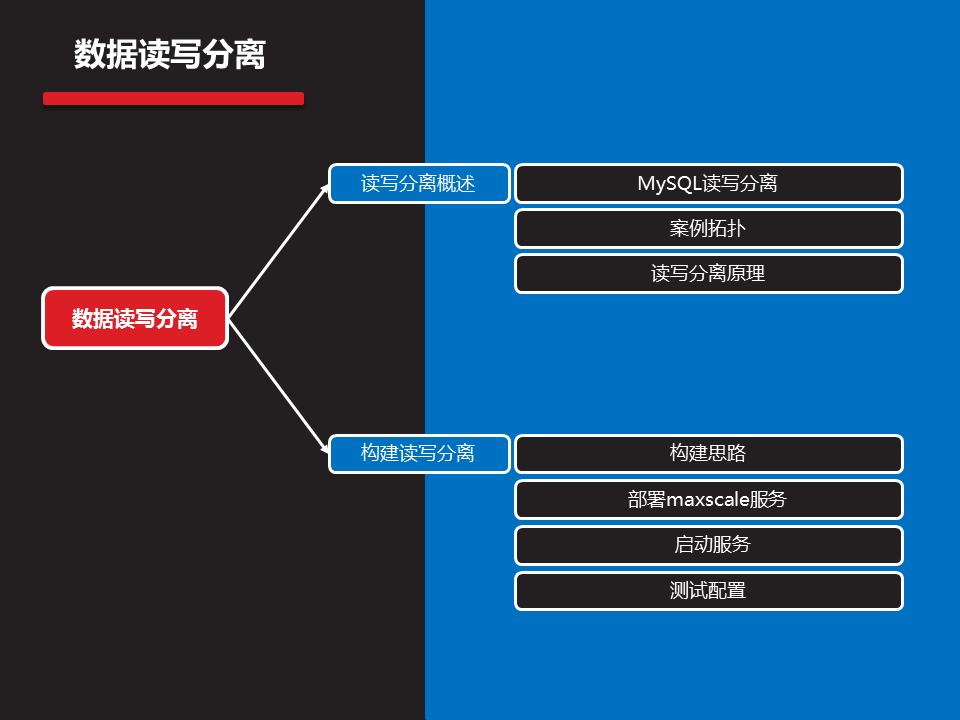 数据读写分离
读写分离概述
MySQL读写分离
案例拓扑
读写分离原理
数据读写分离
构建读写分离
构建思路
部署maxscale服务
启动服务
测试配置